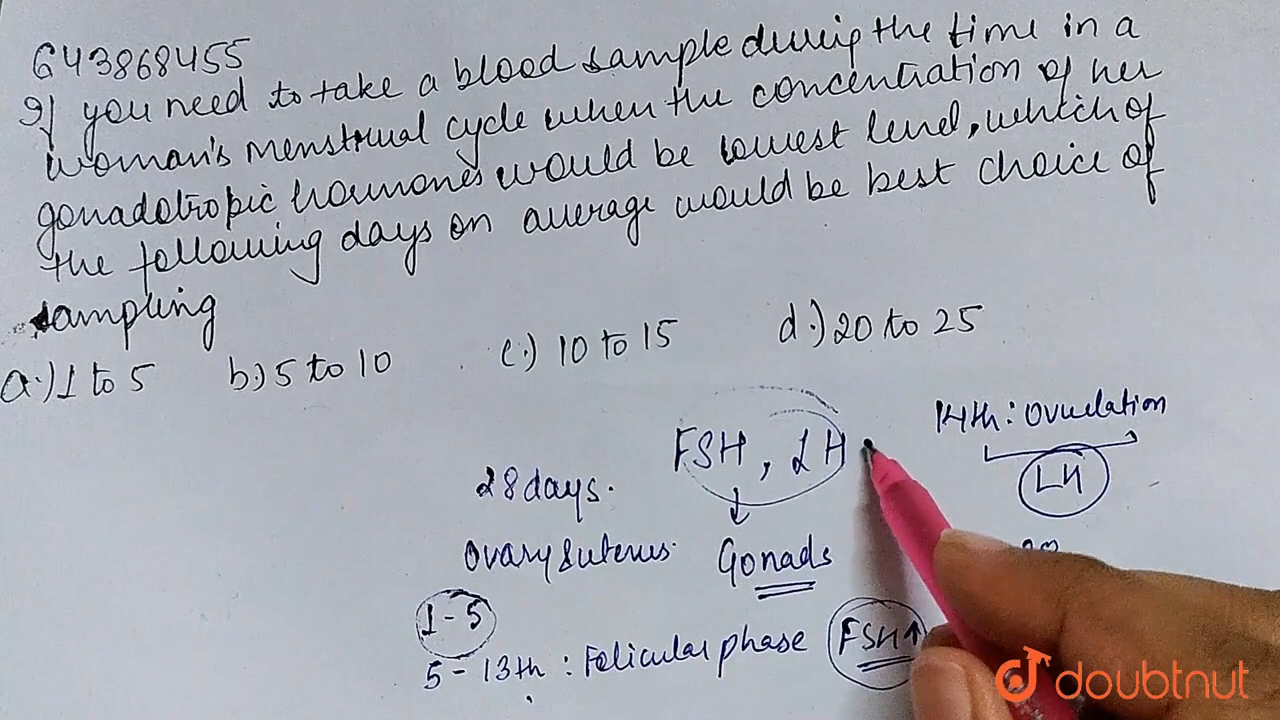 643868455
If you need to take a blood sample during the time in a
woman's menstrual cycle when the concentration of her
gonadotropic hormones would be lowest level, which of
the following days on average would be best choice of
sampling
a.) 1 to 5 b.) 5 to 10 c.) 10 to 15 d.) 20 to 25
14th : Ovulation
FSH, LH
LH
28 days.
Ovary & uterus. Gonads
1-5
5-13th : Folicular phase FSH↑
doubtnut